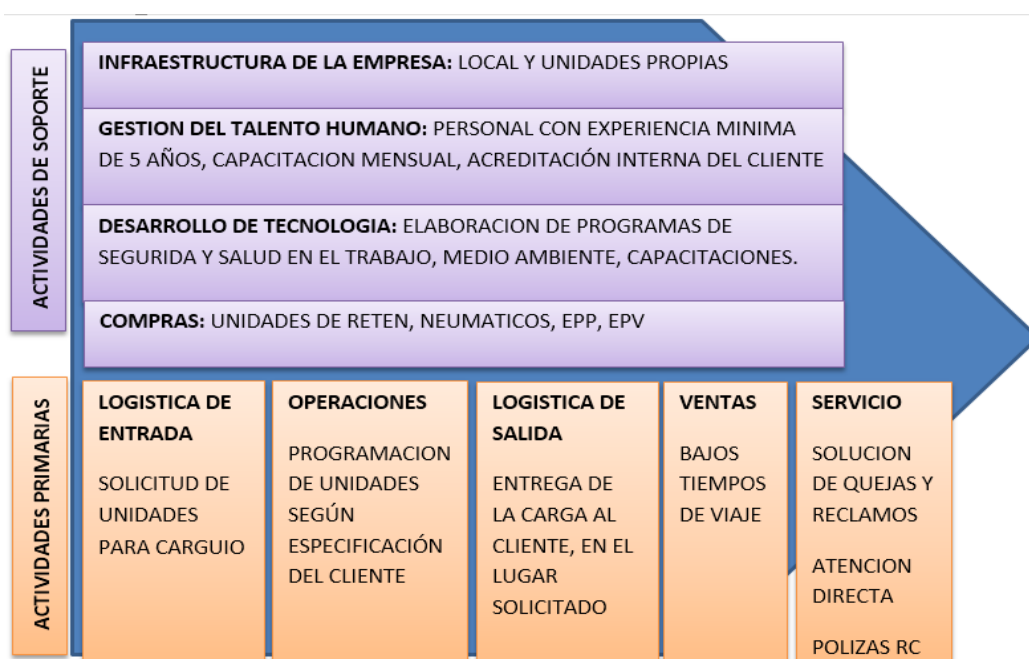 ACTIVIDADES DE SOPORTE
INFRAESTRUCTURA DE LA EMPRESA: LOCAL Y UNIDADES PROPIAS
GESTION DEL TALENTO HUMANO: PERSONAL CON EXPERIENCIA MINIMA
DE 5 AÑOS, CAPACITACION MENSUAL, ACREDITACIÓN INTERNA DEL CLIENTE
DESARROLLO DE TECNOLOGIA: ELABORACION DE PROGRAMAS DE
SEGURIDA Y SALUD EN EL TRABAJO, MEDIO AMBIENTE, CAPACITACIONES.
COMPRAS: UNIDADES DE RETEN, NEUMATICOS, EPP, EPV
ACTIVIDADES PRIMARIAS
LOGISTICA DE
ENTRADA
SOLICITUD DE
UNIDADES
PARA CARGUIO
OPERACIONES
PROGRAMACION
DE UNIDADES
SEGÚN
ESPECIFICACIÓN
DEL CLIENTE
LOGISTICA DE
SALIDA
ENTREGA DE
LA CARGA AL
CLIENTE, EN EL
LUGAR
SOLICITADO
VENTAS
BAJOS
TIEMPOS
DE VIAJE
SERVICIO
SOLUCION
DE QUEJAS Y
RECLAMOS
ATENCION
DIRECTA
POLIZAS RC